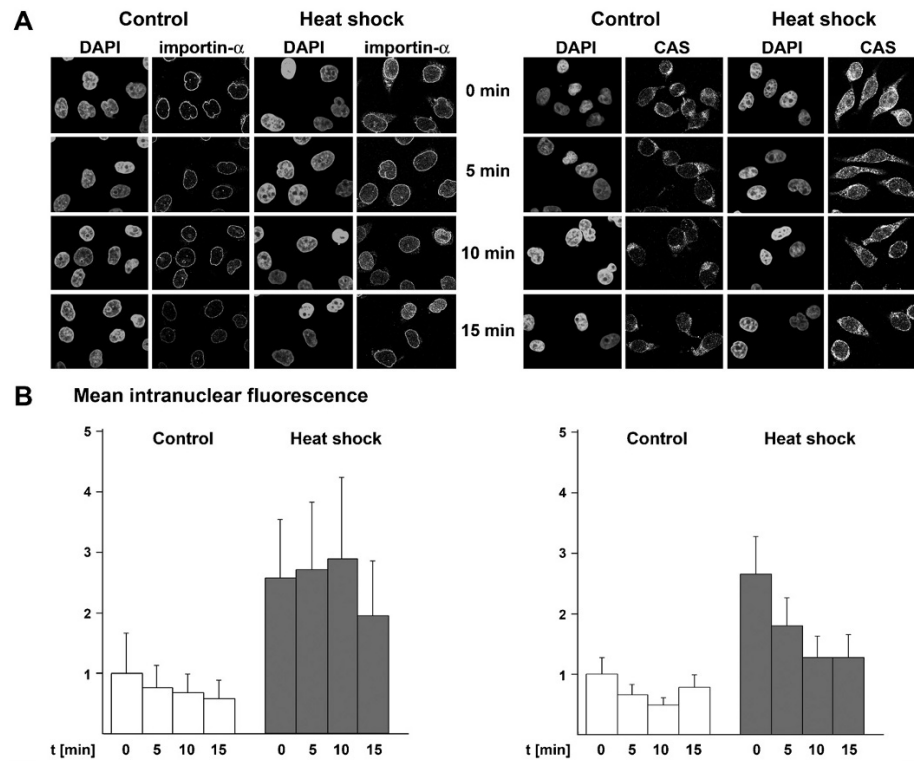 A
Control Heat shock Control Heat shock
DAPI importin-α DAPI importin-α DAPI CAS DAPI CAS
0 min
5 min
10 min
15 min
B Mean intranuclear fluorescence
Control Heat shock
5
4
3
2
1
t [min] 0 5 10 15 0 5 10 15
Control Heat shock
5
4
3
2
1
t [min] 0 5 10 15 0 5 10 15